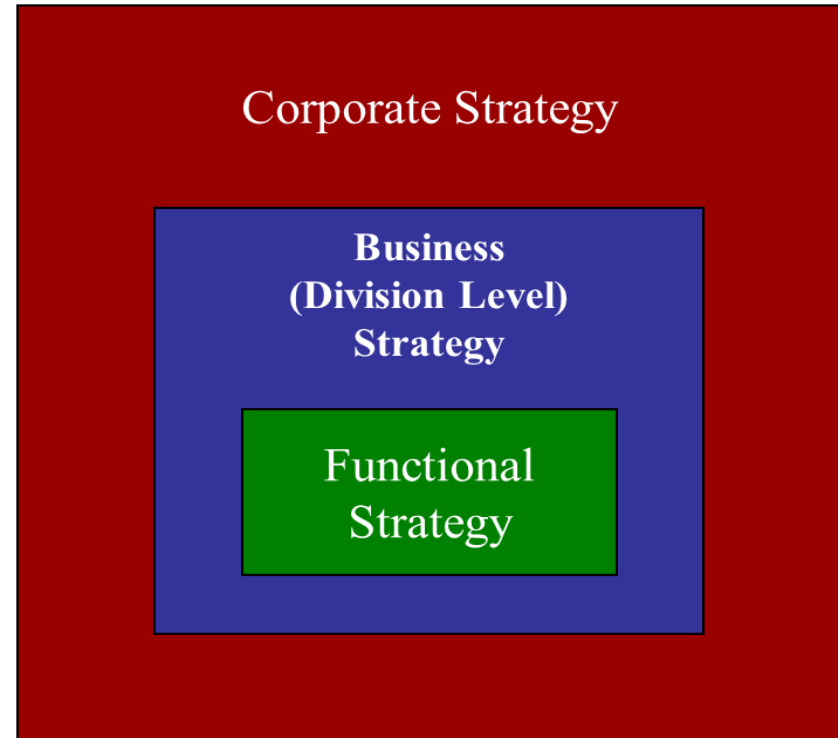 Corporate Strategy
Business
(Division Level)
Strategy
Functional
Strategy